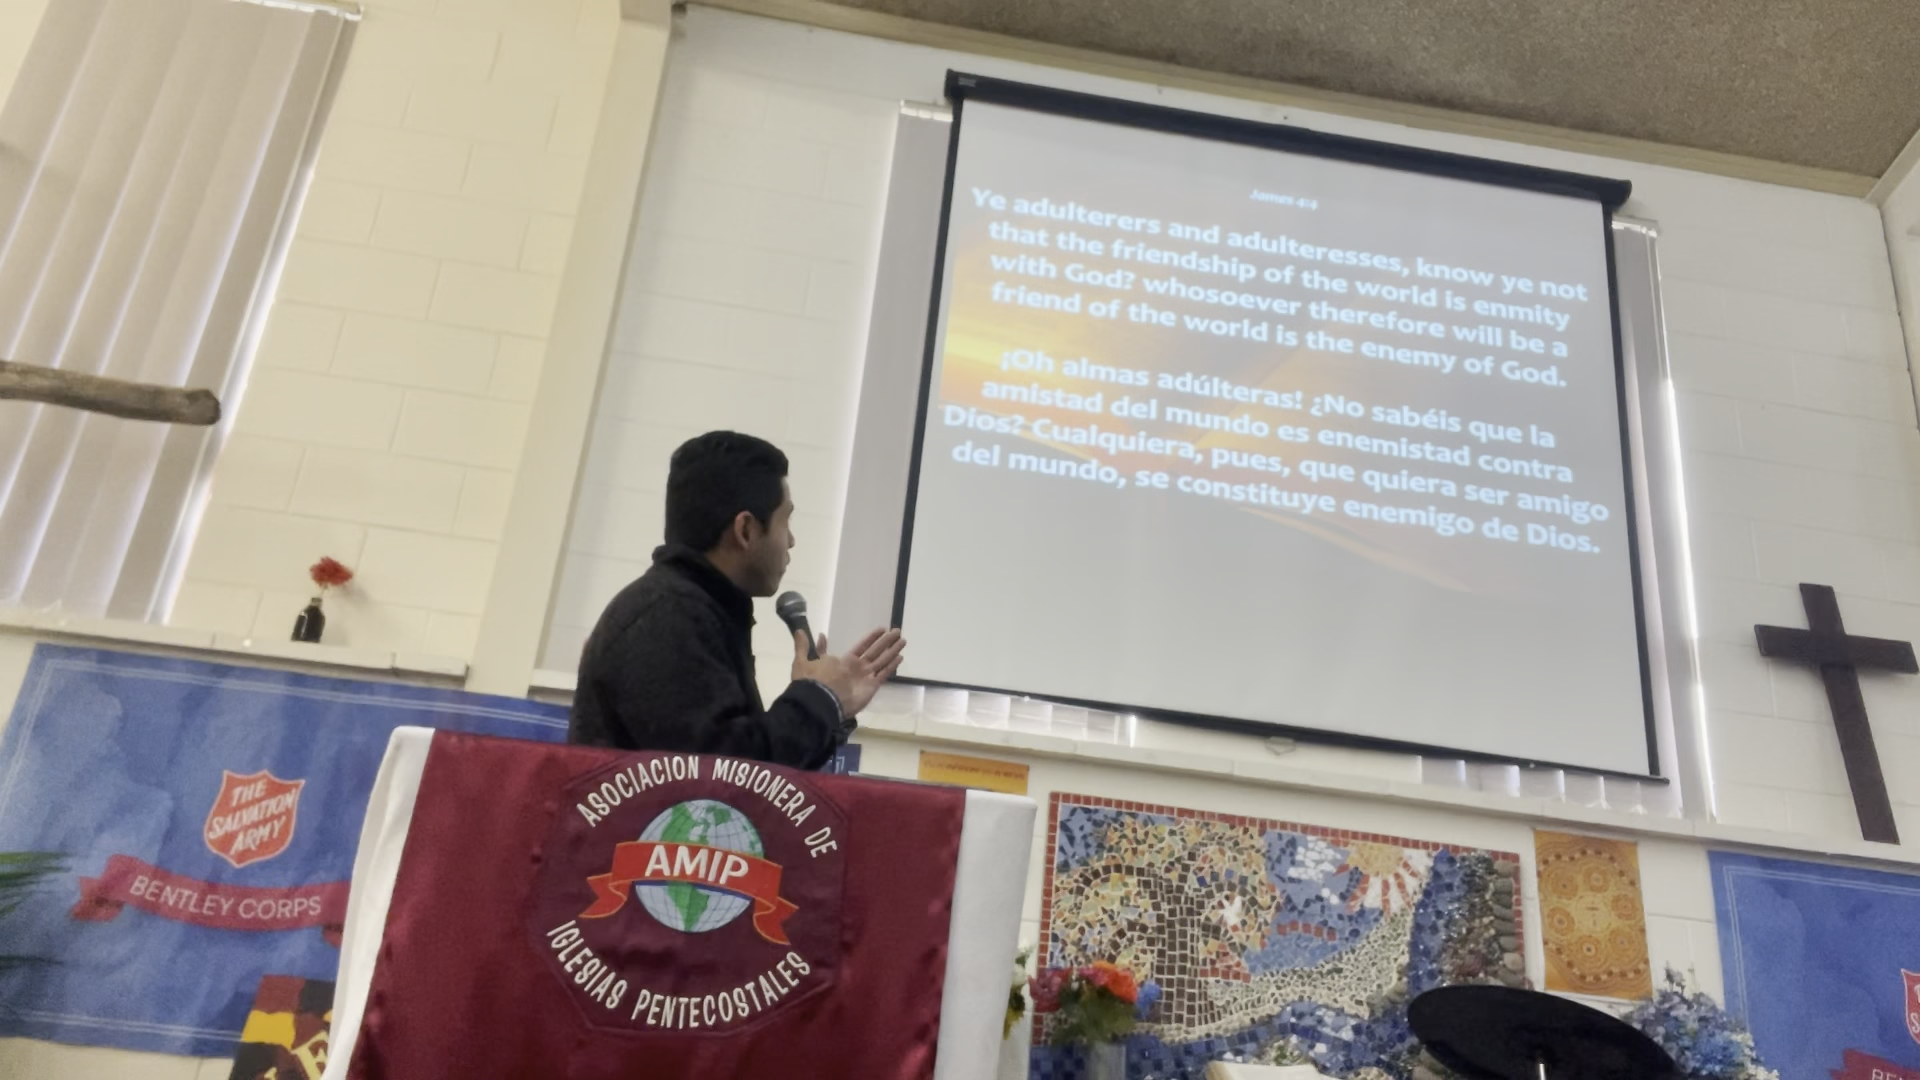 James 4:4
Ye adulterers and adulteresses, know ye not
that the friendship of the world is enmity
with God? whosoever therefore will be a
friend of the world is the enemy of God.
¡Oh almas adúlteras! ¿No sabéis que la
amistad del mundo es enemistad contra
Dios? Cualquiera, pues, que quiera ser amigo
del mundo, se constituye enemigo de Dios.
THE
SALVATION
ARMY
BENTLEY CORPS
ASOCIACION MISIONERA DE
AMIP
IGLESIAS PENTECOSTALES